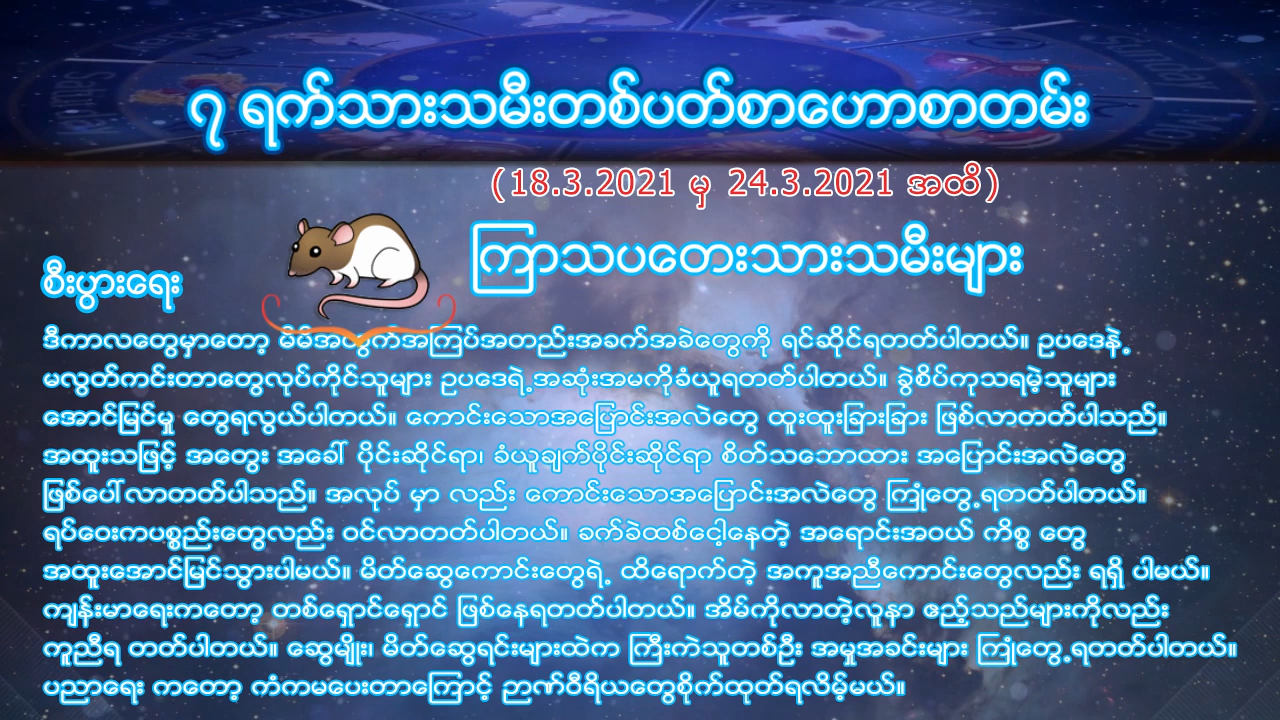 ၇ ရက်သားသမီးတစ်ပတ်စာဟောစာတမ်း
(18.3.2021 မှ 24.3.2021 အထိ)
ကြာသပတေးသားသမီးများ
စီးပွားရေး
ဒီကာလတွေမှာတော့ မိမိအတွက်အကြပ်အတည်းအခက်အခဲတွေကို ရင်ဆိုင်ရတတ်ပါတယ်။ ဥပဒေနဲ့
မလွတ်ကင်းတာတွေလုပ်ကိုင်သူများ ဥပဒေရဲ့အဆုံးအမကိုခံယူရတတ်ပါတယ်။ ခွဲစိပ်ကုသရမဲ့သူများ
အောင်မြင်မှု တွေရလွယ်ပါတယ်။ ကောင်းသောအပြောင်းအလဲတွေ ထူးထူးခြားခြား ဖြစ်လာတတ်ပါသည်။
အထူးသဖြင့် အတွေး အခေါ် ပိုင်းဆိုင်ရာ၊ ခံယူချက်ပိုင်းဆိုင်ရာ စိတ်သဘောထား အပြောင်းအလဲတွေ
ဖြစ်ပေါ်လာတတ်ပါသည်။ အလုပ် မှာ လည်း ကောင်းသောအပြောင်းအလဲတွေ ကြုံတွေ့ရတတ်ပါတယ်။
ရပ်ဝေးကပစ္စည်းတွေလည်း ဝင်လာတတ်ပါတယ်။ ခက်ခဲထစ်ငေါ့နေတဲ့ အရောင်းအဝယ် ကိစ္စ တွေ
အထူးအောင်မြင်သွားပါမယ်။ မိတ်ဆွေကောင်းတွေရဲ့ ထိရောက်တဲ့ အကူအညီကောင်းတွေလည်း ရရှိ ပါမယ်။
ကျန်းမာရေးကတော့ တစ်ရှောင်ရှောင် ဖြစ်နေရတတ်ပါတယ်။ အိမ်ကိုလာတဲ့လူနာ ဧည့်သည်များကိုလည်း
ကူညီရ တတ်ပါတယ်။ ဆွေမျိုး၊ မိတ်ဆွေရင်းများထဲက ကြီးကဲသူတစ်ဦး အမှုအခင်းများ ကြုံတွေ့ရတတ်ပါတယ်။
ပညာရေး ကတော့ ကံကမပေးတာကြောင့် ဉာဏ်ဝီရိယတွေစိုက်ထုတ်ရလိမ့်မယ်။